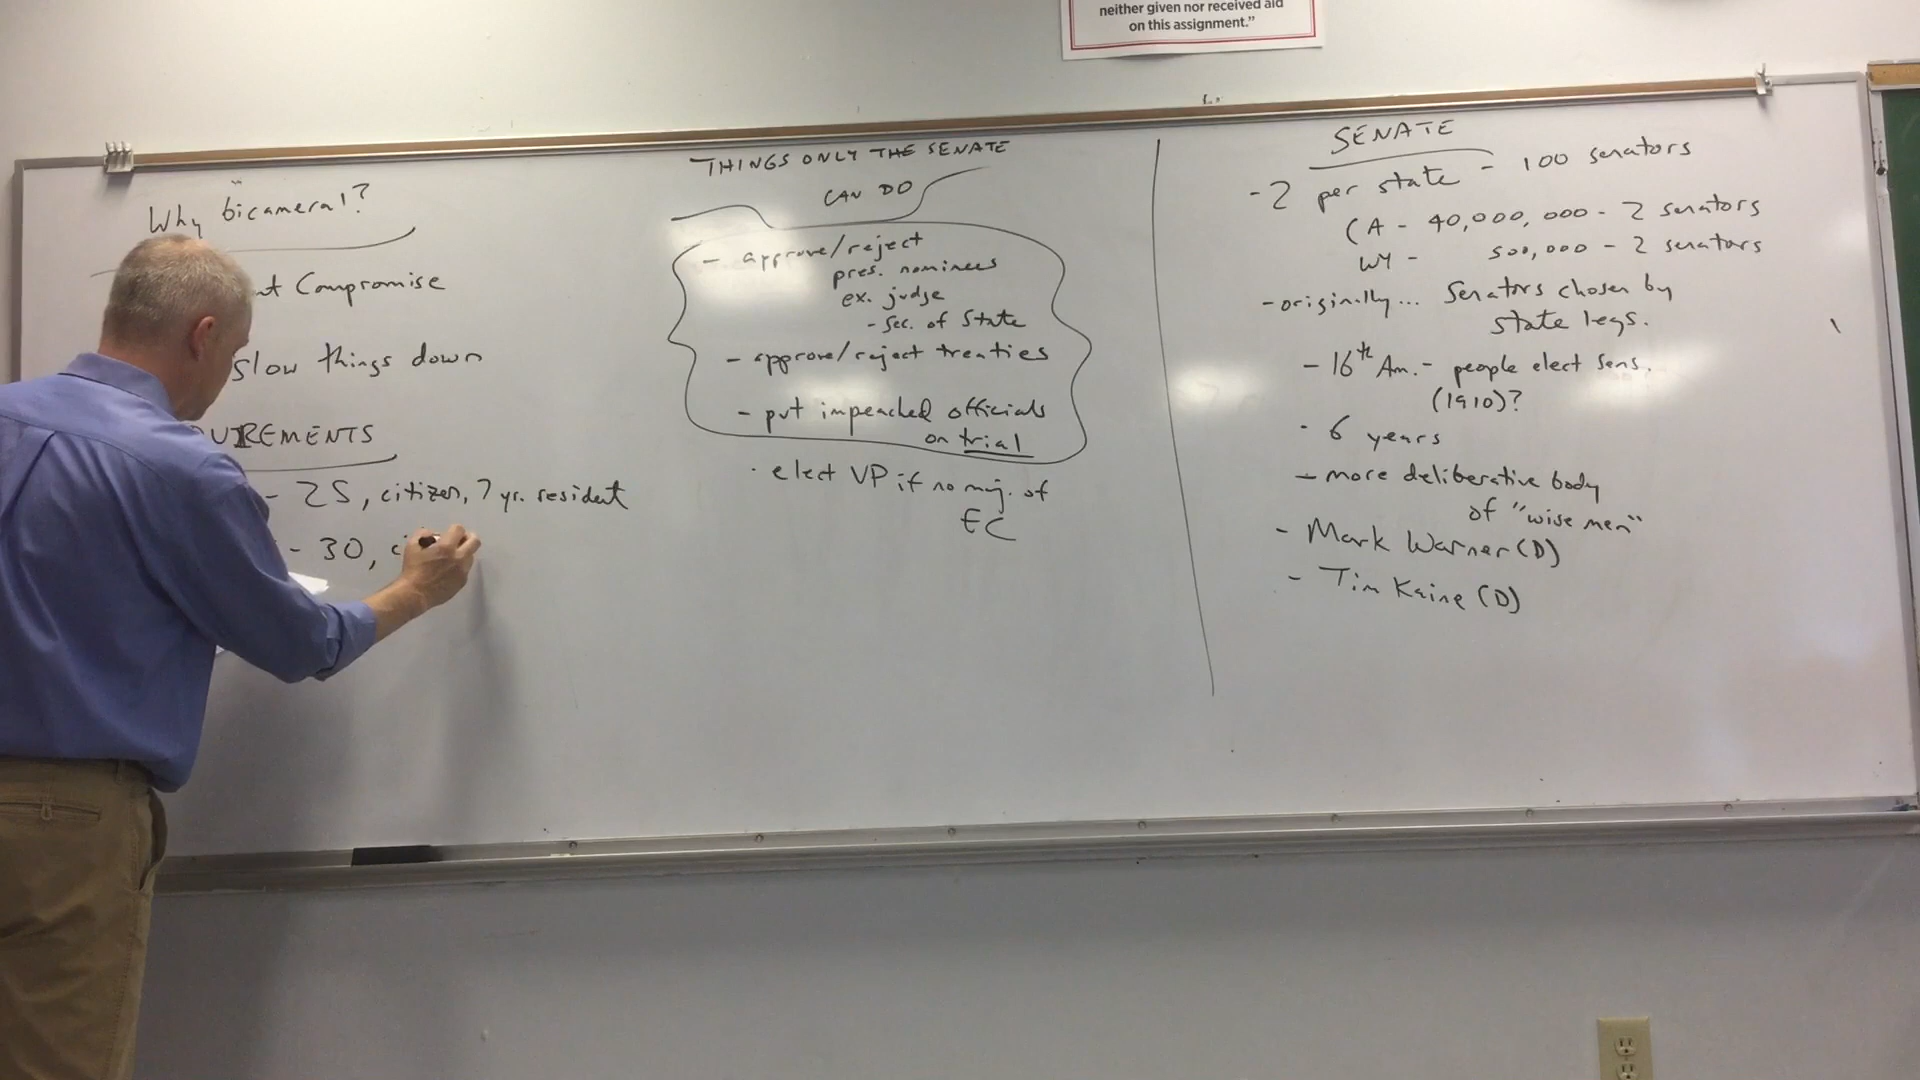 neither given nor received aid
on this assignment."
Why bicameral?
Compromise
slow things down
QUIREMENTS
- 25, citizen, 7 yr. resident
- 30,
THINGS ONLY THE SENATE
CAN DO
- approve/reject
pres. nominees
ex. judge
- Sec. of State
- approve/reject treaties
- put impeached officials
on trial
· elect VP if no maj. of
EC
SENATE
- 2 per state - 100 senators
CA - 40,000,000 - 2 senators
WY - 500,000 - 2 senators
- originally... Senators chosen by
state legs.
- 16th Am. - people elect sens.
(1910)?
· 6 years
- more deliberative body
of "wise men"
- Mark Warner (D)
- Tim Kaine (D)